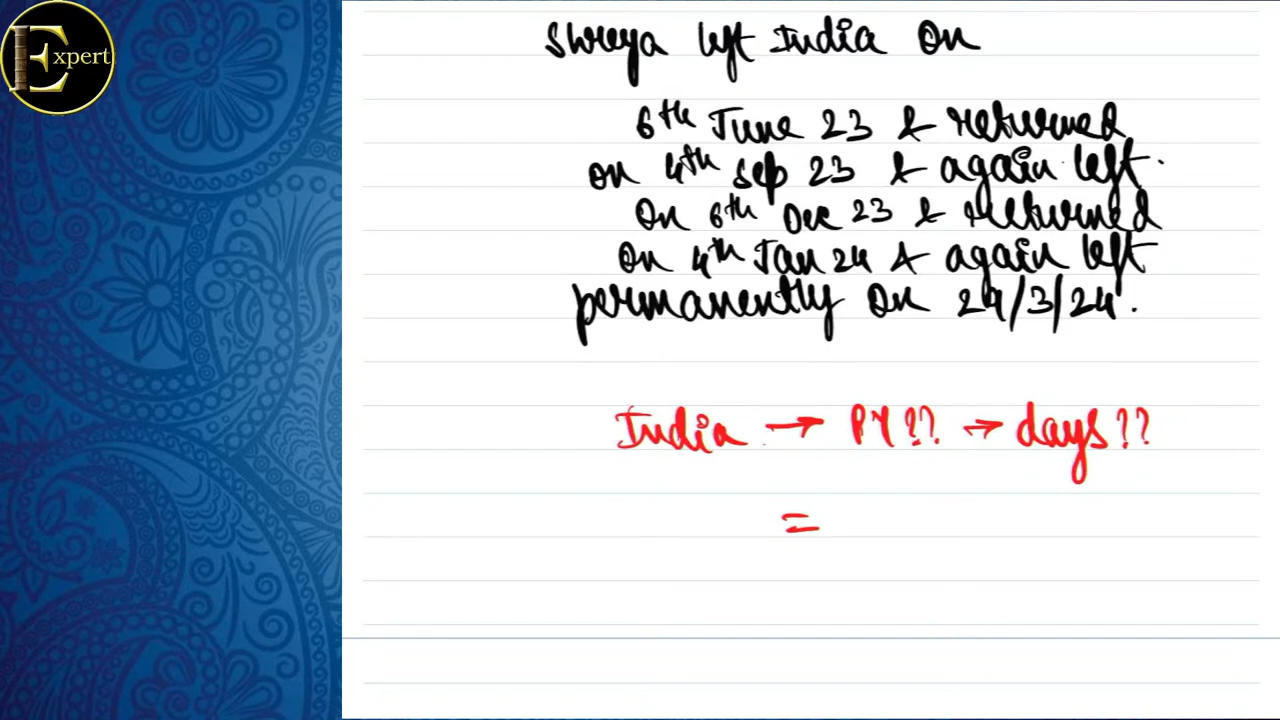 Expert
Shreya left India on
6th June 23 & returned
on 4th Sep 23 & again left.
On 6th Dec 23 & returned
on 4th Jan 24 & again left
permanently on 24/3/24.
India → PY?? → days??
=